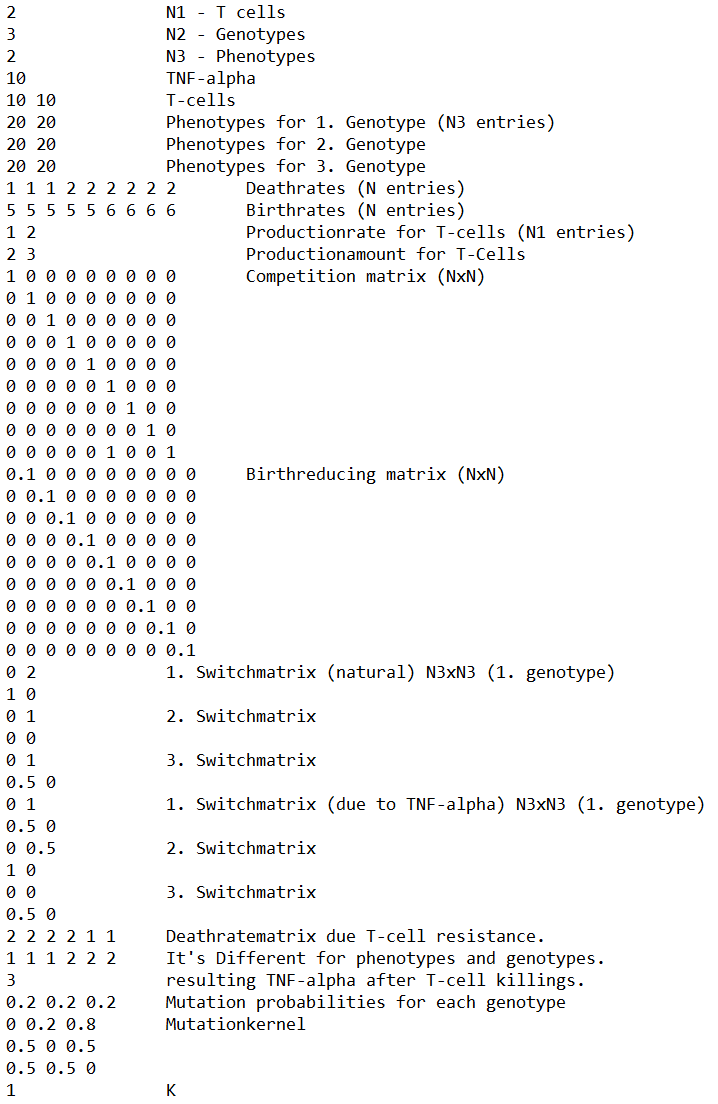 2 N1 - T cells
3 N2 - Genotypes
2 N3 - Phenotypes
10 TNF-alpha
10 10 T-cells
20 20 Phenotypes for 1. Genotype (N3 entries)
20 20 Phenotypes for 2. Genotype
20 20 Phenotypes for 3. Genotype
1 1 1 2 2 2 2 2 2 Deathrates (N entries)
5 5 5 5 5 6 6 6 6 Birthrates (N entries)
1 2 Productionrate for T-cells (N1 entries)
2 3 Productionamount for T-Cells
1 0 0 0 0 0 0 0 0 Competition matrix (NxN)
0 1 0 0 0 0 0 0 0
0 0 1 0 0 0 0 0 0
0 0 0 1 0 0 0 0 0
0 0 0 0 1 0 0 0 0
0 0 0 0 0 1 0 0 0
0 0 0 0 0 0 1 0 0
0 0 0 0 0 0 0 1 0
0 0 0 0 0 1 0 0 1
0.1 0 0 0 0 0 0 0 0 Birthreducing matrix (NxN)
0 0.1 0 0 0 0 0 0 0
0 0 0.1 0 0 0 0 0 0
0 0 0 0.1 0 0 0 0 0
0 0 0 0 0.1 0 0 0 0
0 0 0 0 0 0.1 0 0 0
0 0 0 0 0 0 0.1 0 0
0 0 0 0 0 0 0 0.1 0
0 0 0 0 0 0 0 0 0.1
0 2 1. Switchmatrix (natural) N3xN3 (1. genotype)
1 0
0 1 2. Switchmatrix
0 0
0 1 3. Switchmatrix
0.5 0
0 1 1. Switchmatrix (due to TNF-alpha) N3xN3 (1. genotype)
0.5 0
0 0.5 2. Switchmatrix
1 0
0 0 3. Switchmatrix
0.5 0
2 2 2 2 1 1 Deathratematrix due T-cell resistance.
1 1 1 2 2 2 It's Different for phenotypes and genotypes.
3 resulting TNF-alpha after T-cell killings.
0.2 0.2 0.2 Mutation probabilities for each genotype
0 0.2 0.8 Mutationkernel
0.5 0 0.5
0.5 0.5 0
1 K